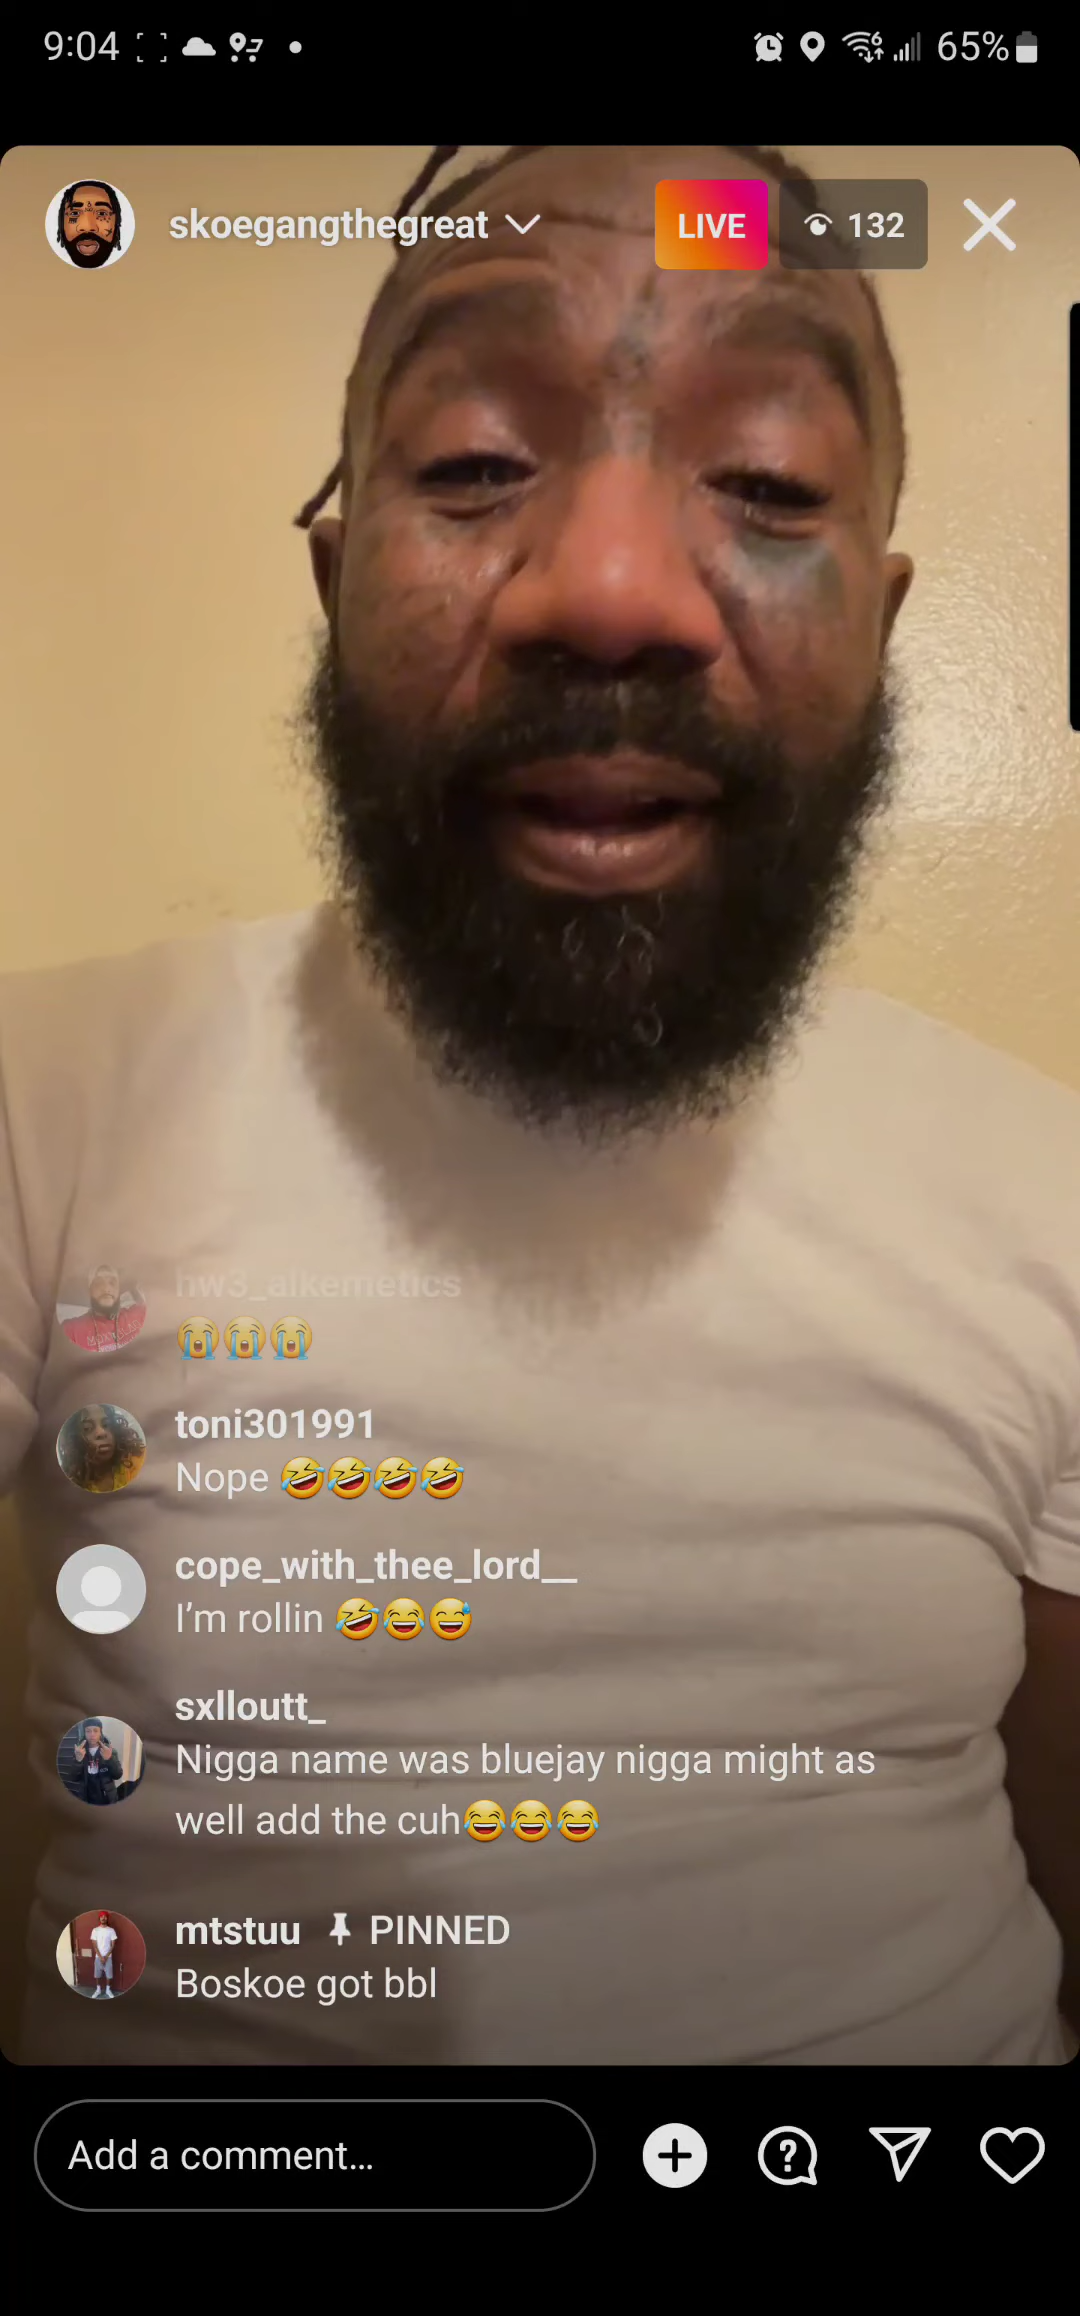 9:04
65%
skoegangthegreat
LIVE
132
hw3_alkemetics
😭😭😭
toni301991
Nope 🤣🤣🤣🤣
cope_with_thee_lord__
I'm rollin 🤣😂😅
sxlloutt_
Nigga name was bluejay nigga might as
well add the cuh😂😂😂
mtstuu PINNED
Boskoe got bbl
Add a comment...